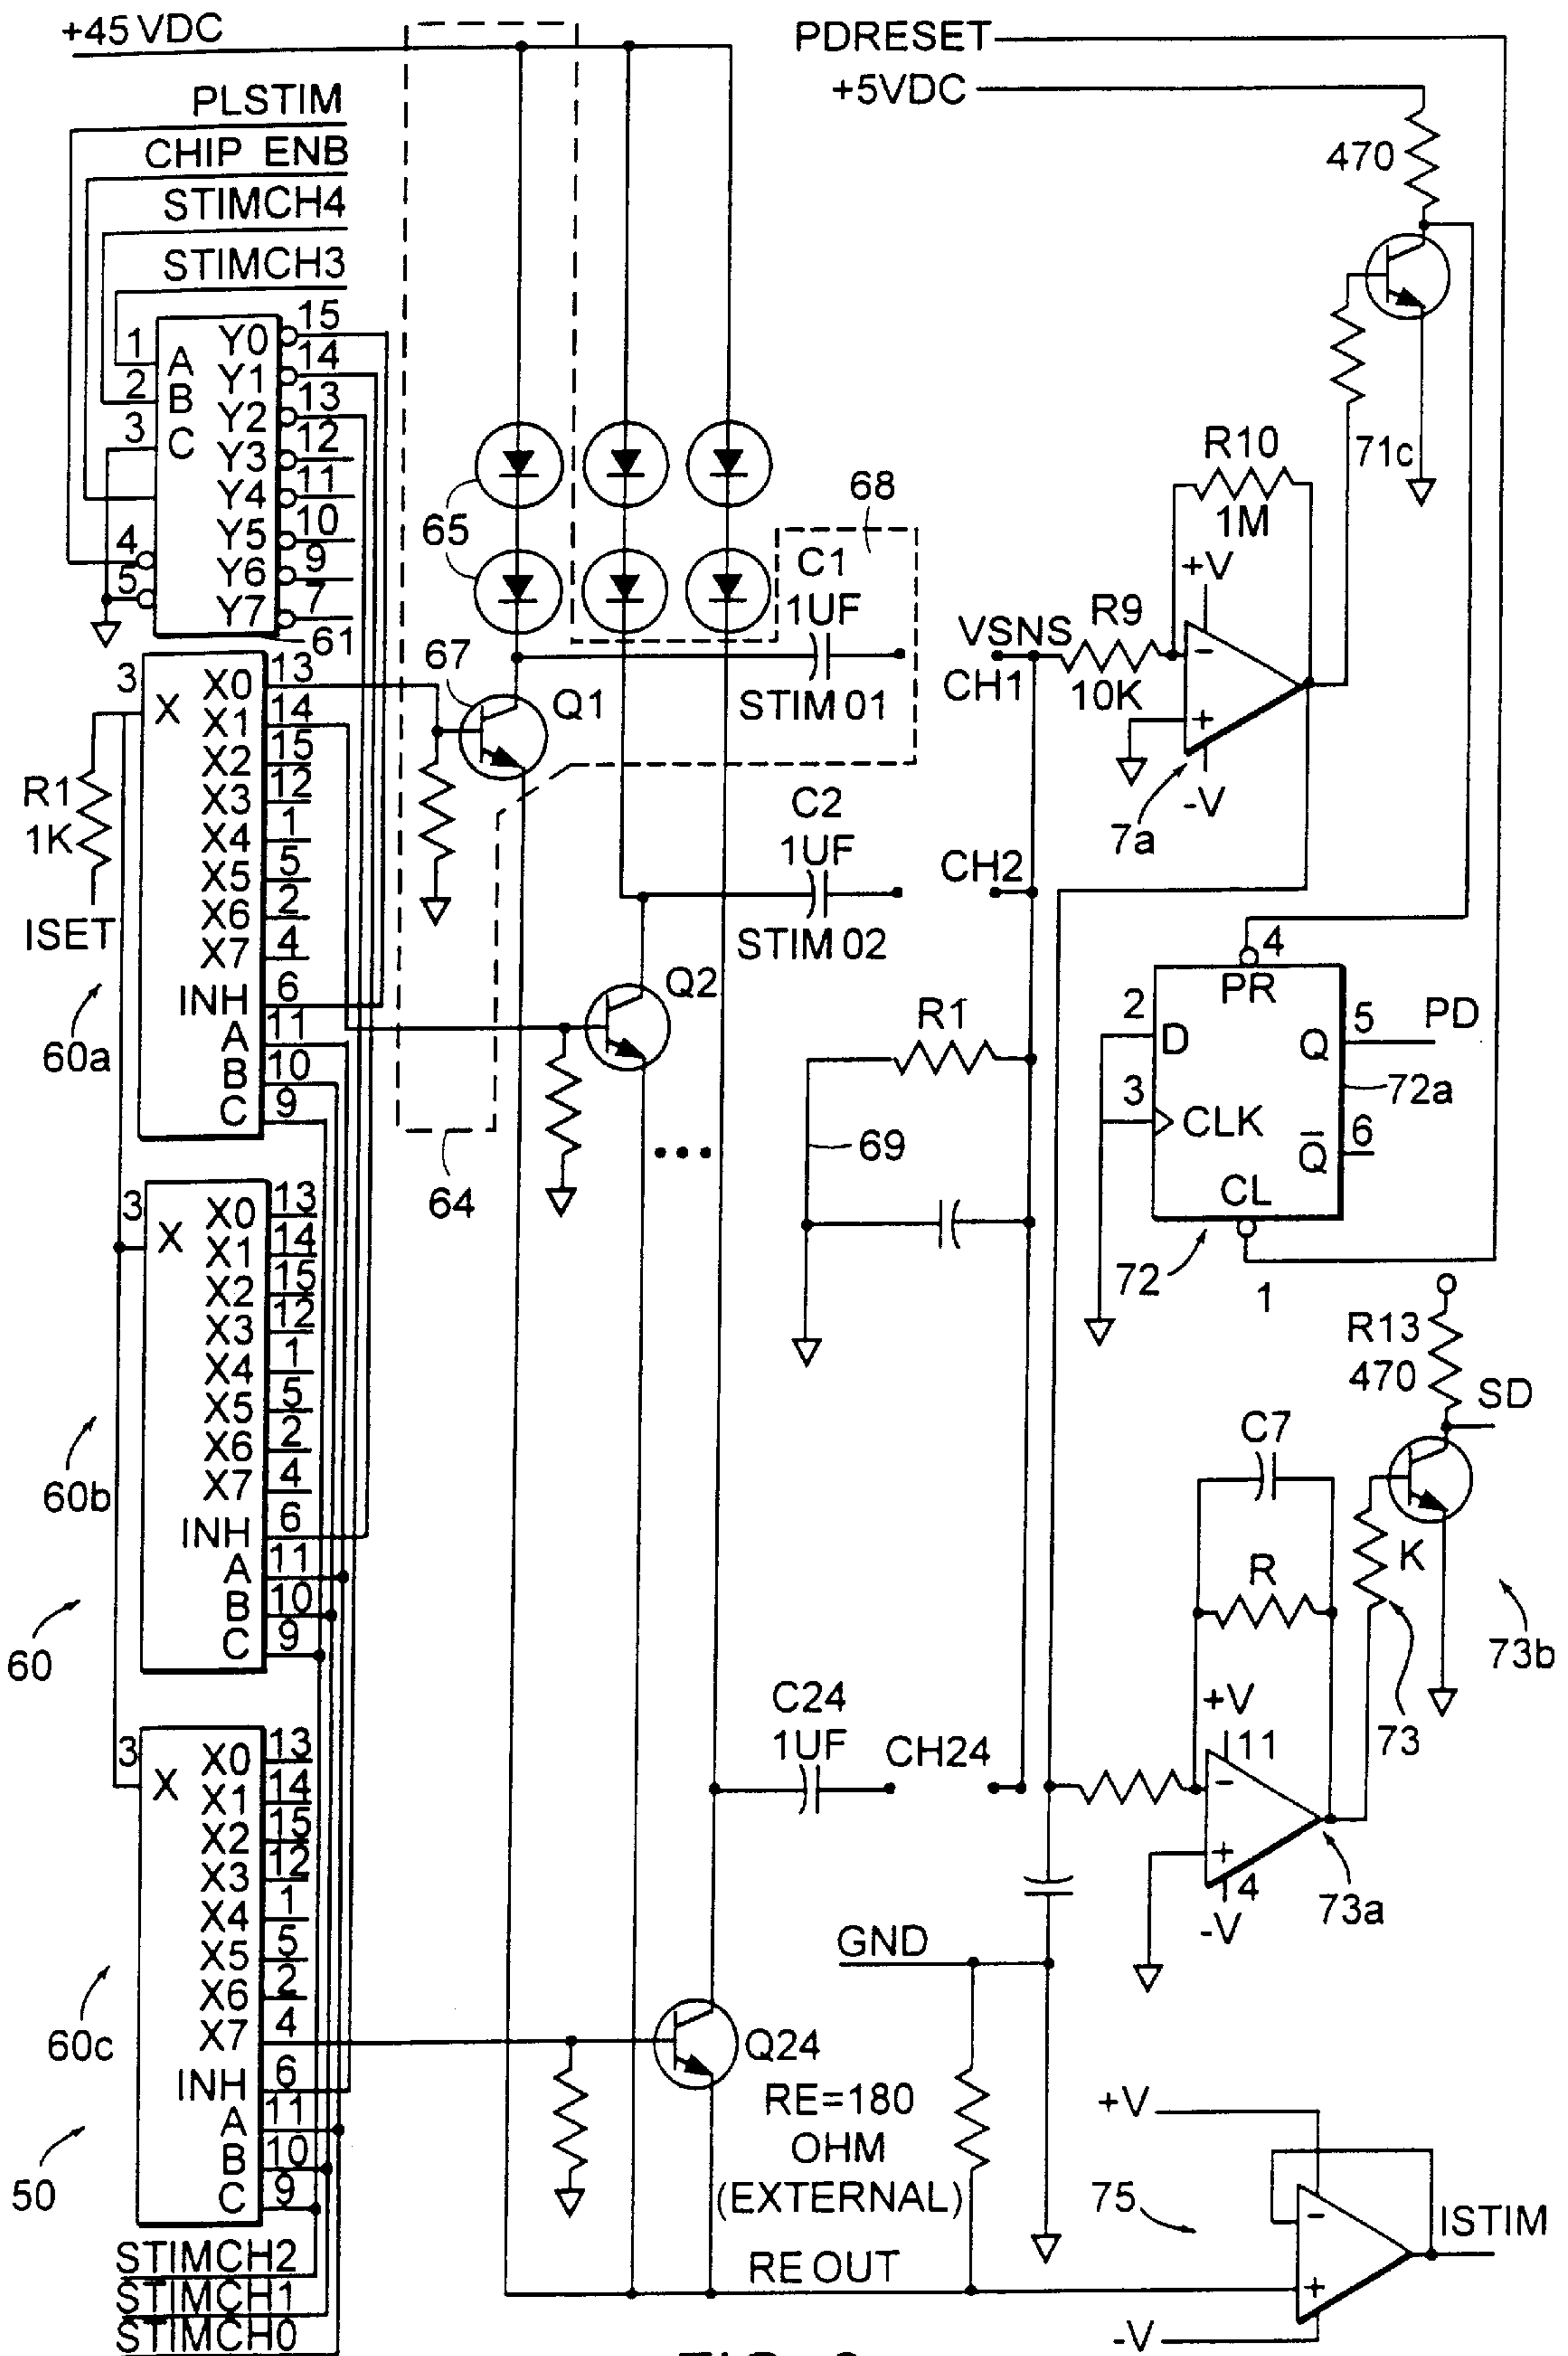 +45 VDC
PDRESET
+5VDC
PLSTIM
CHIP ENB
STIMCH4
STIMCH3
470
71c
1 A
2 B
3 C
4
5
Y0 15
Y1 14
Y2 13
Y3 12
Y4 11
Y5 10
Y6 9
Y7 7
61
65
68
C1
1UF
STIM 01
67
Q1
VSNS
CH1
R9
10K
R10
1M
+V
-
+
-V
7a
3 X
R1
1K
ISET
X0 13
X1 14
X2 15
X3 12
X4 1
X5 5
X6 2
X7 4
INH 6
A 11
B 10
C 9
60a
C2
1UF
STIM 02
CH2
Q2
64
R1
69
4
PR
2 D
3 CLK
Q 5 PD
Q 6
CL
1
72a
72
3 X
X0 13
X1 14
X2 15
X3 12
X4 1
X5 5
X6 2
X7 4
INH 6
A 11
B 10
C 9
60b
60
R13
470
SD
C7
R
K
73b
73
+V
11
-
+
4
-V
73a
C24
1UF
CH24
3 X
X0 13
X1 14
X2 15
X3 12
X4 1
X5 5
X6 2
X7 4
INH 6
A 11
B 10
C 9
60c
50
Q24
GND
RE=180
OHM
(EXTERNAL)
RE OUT
+V
75
-
+
ISTIM
-V
STIMCH2
STIMCH1
STIMCH0